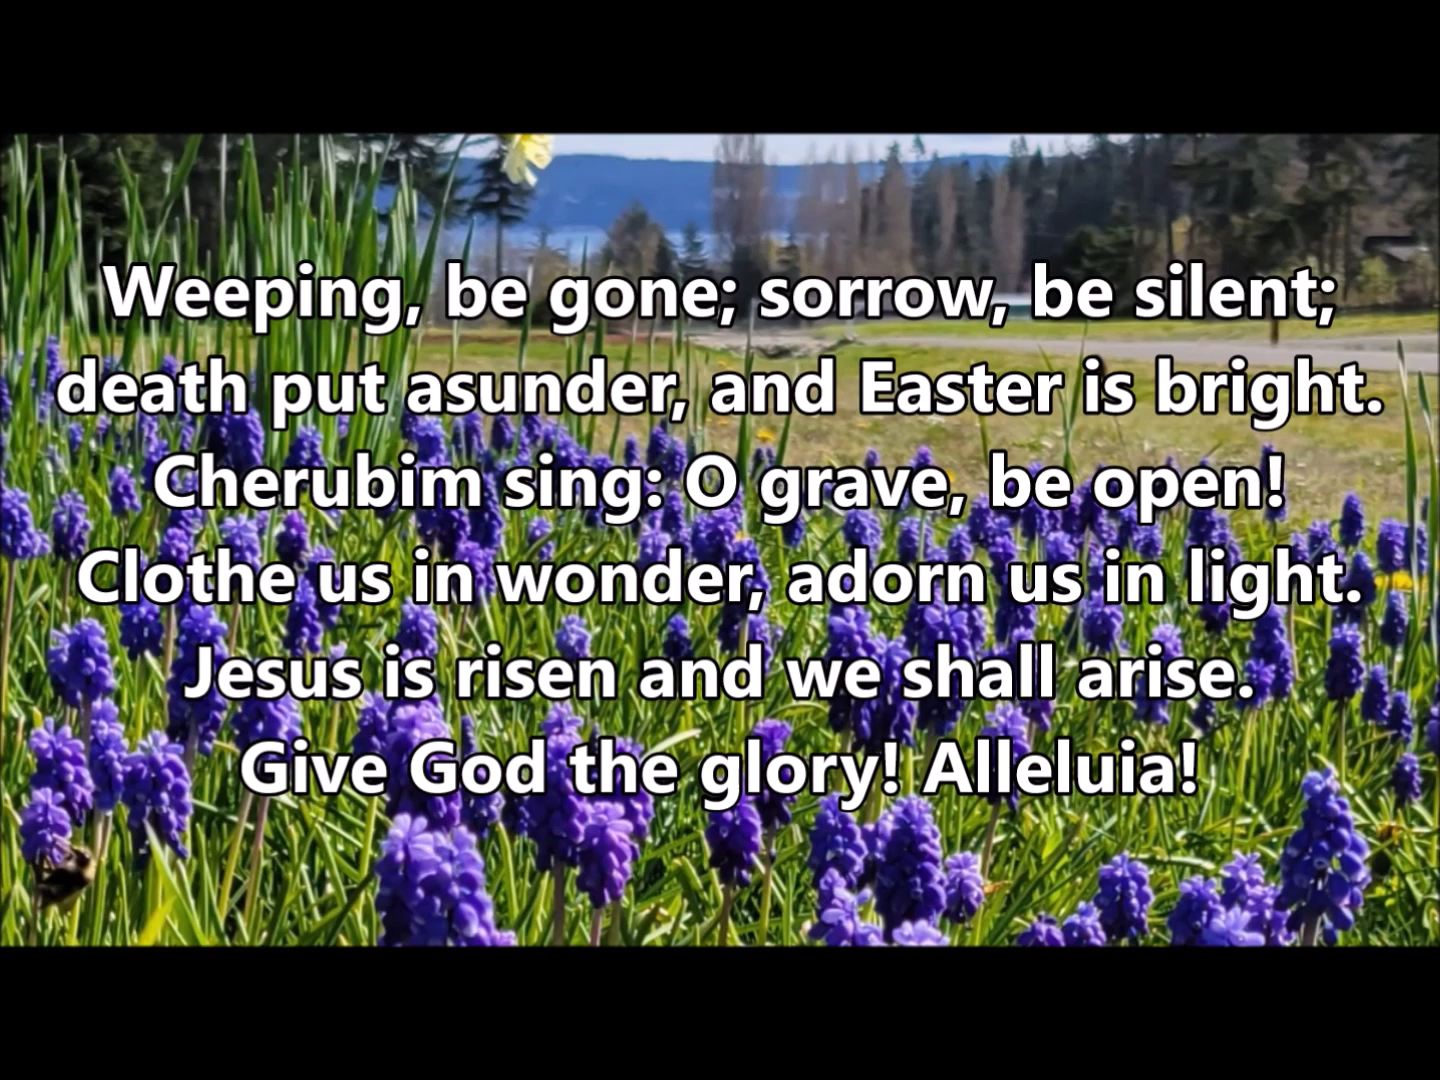 Weeping, be gone; sorrow, be silent;
death put asunder, and Easter is bright.
Cherubim sing: O grave, be open!
Clothe us in wonder, adorn us in light.
Jesus is risen and we shall arise.
Give God the glory! Alleluia!